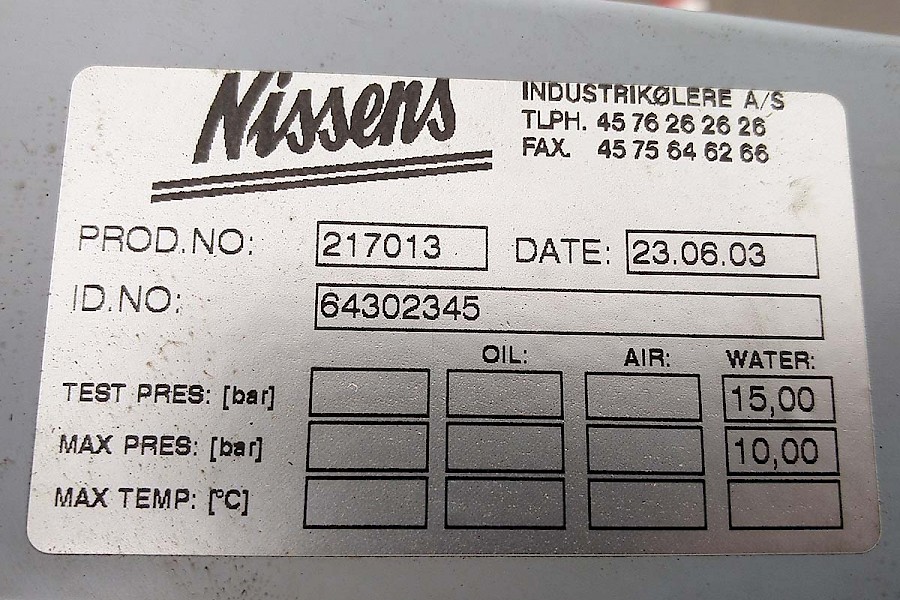 Nissens
INDUSTRIKØLERE A/S
TLPH. 45 76 26 26 26
FAX. 45 75 64 62 66
PROD.NO: 217013 DATE: 23.06.03
ID.NO: 64302345
OIL: AIR: WATER:
TEST PRES: [bar] 15,00
MAX PRES: [bar] 10,00
MAX TEMP: [°C]